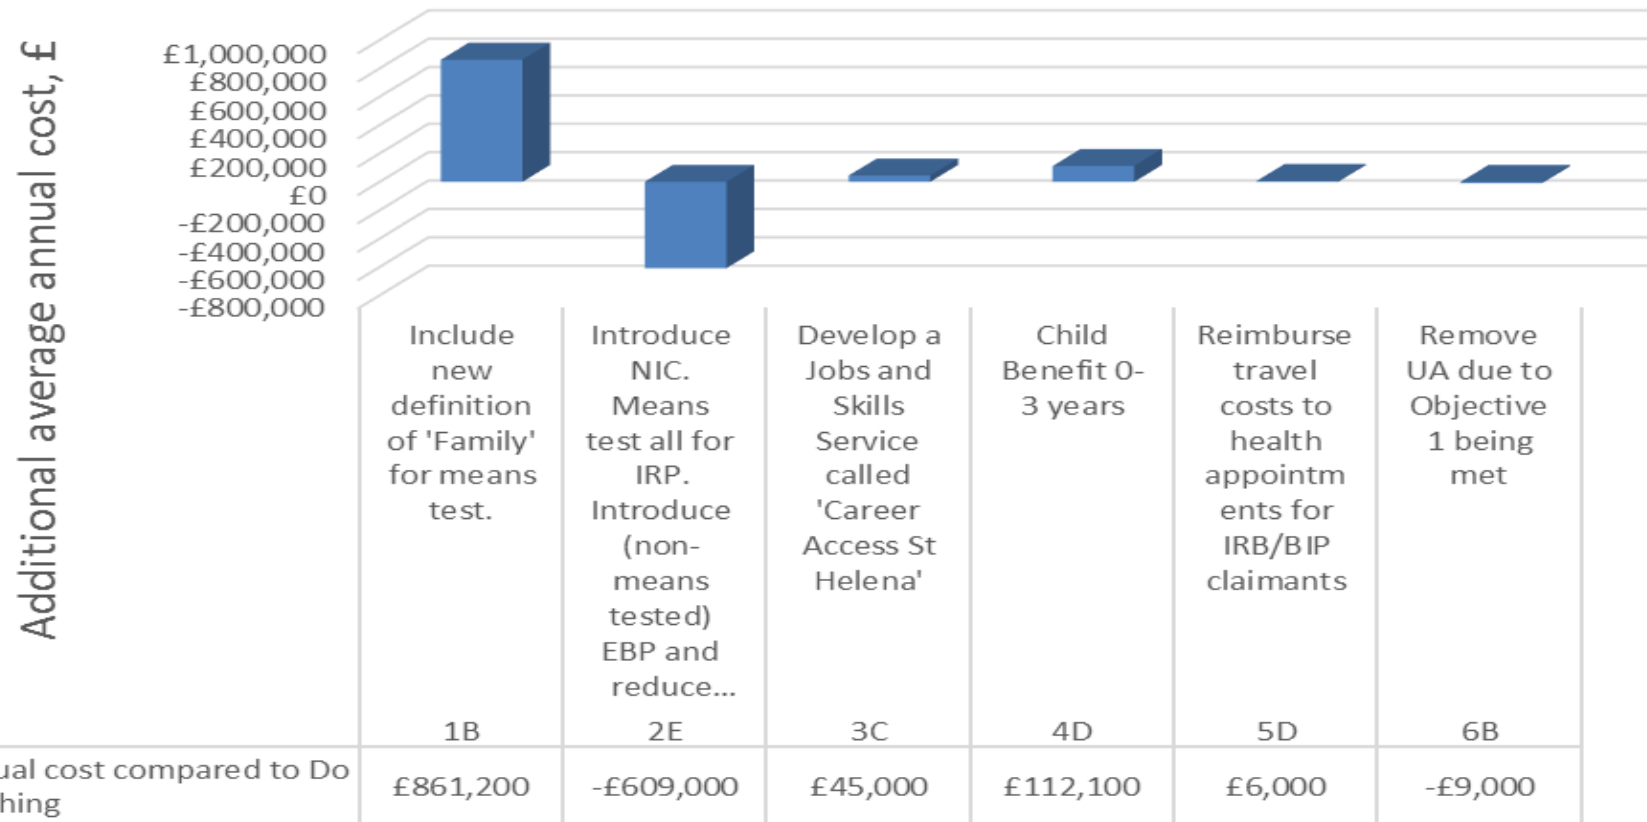 Additional average annual cost, £
£1,000,000
£800,000
£600,000
£400,000
£200,000
£0
-£200,000
-£400,000
-£600,000
-£800,000
Include
new
definition
of 'Family'
for means
test.
1B
Introduce
NIC.
Means
test all for
IRP.
Introduce
(non-
means
tested)
EBP and
reduce...
2E
Develop a
Jobs and
Skills
Service
called
'Career
Access St
Helena'
3C
Child
Benefit 0-
3 years
4D
Reimburse
travel
costs to
health
appointm
ents for
IRB/BIP
claimants
5D
Remove
UA due to
Objective
1 being
met
6B
ual cost compared to Do
hing
£861,200
-£609,000
£45,000
£112,100
£6,000
-£9,000